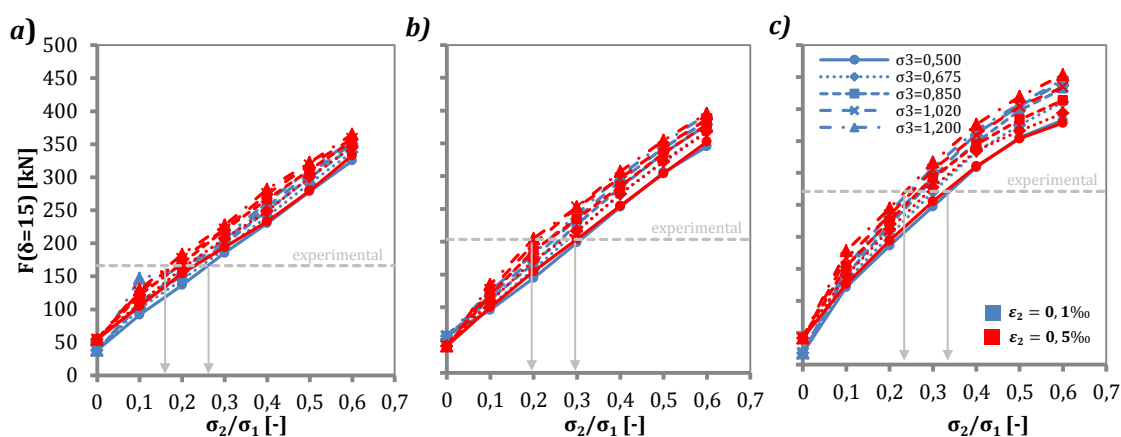 a)
b)
c)
F(δ=15) [kN]
500
450
400
350
300
250
200
150
100
50
0
experimental
experimental
experimental
σ3=0,500
σ3=0,675
σ3=0,850
σ3=1,020
σ3=1,200
ε₂ = 0,1‰
ε₂ = 0,5‰
0 0,1 0,2 0,3 0,4 0,5 0,6 0,7
0 0,1 0,2 0,3 0,4 0,5 0,6 0,7
0 0,1 0,2 0,3 0,4 0,5 0,6 0,7
σ₂/σ₁ [-]
σ₂/σ₁ [-]
σ₂/σ₁ [-]